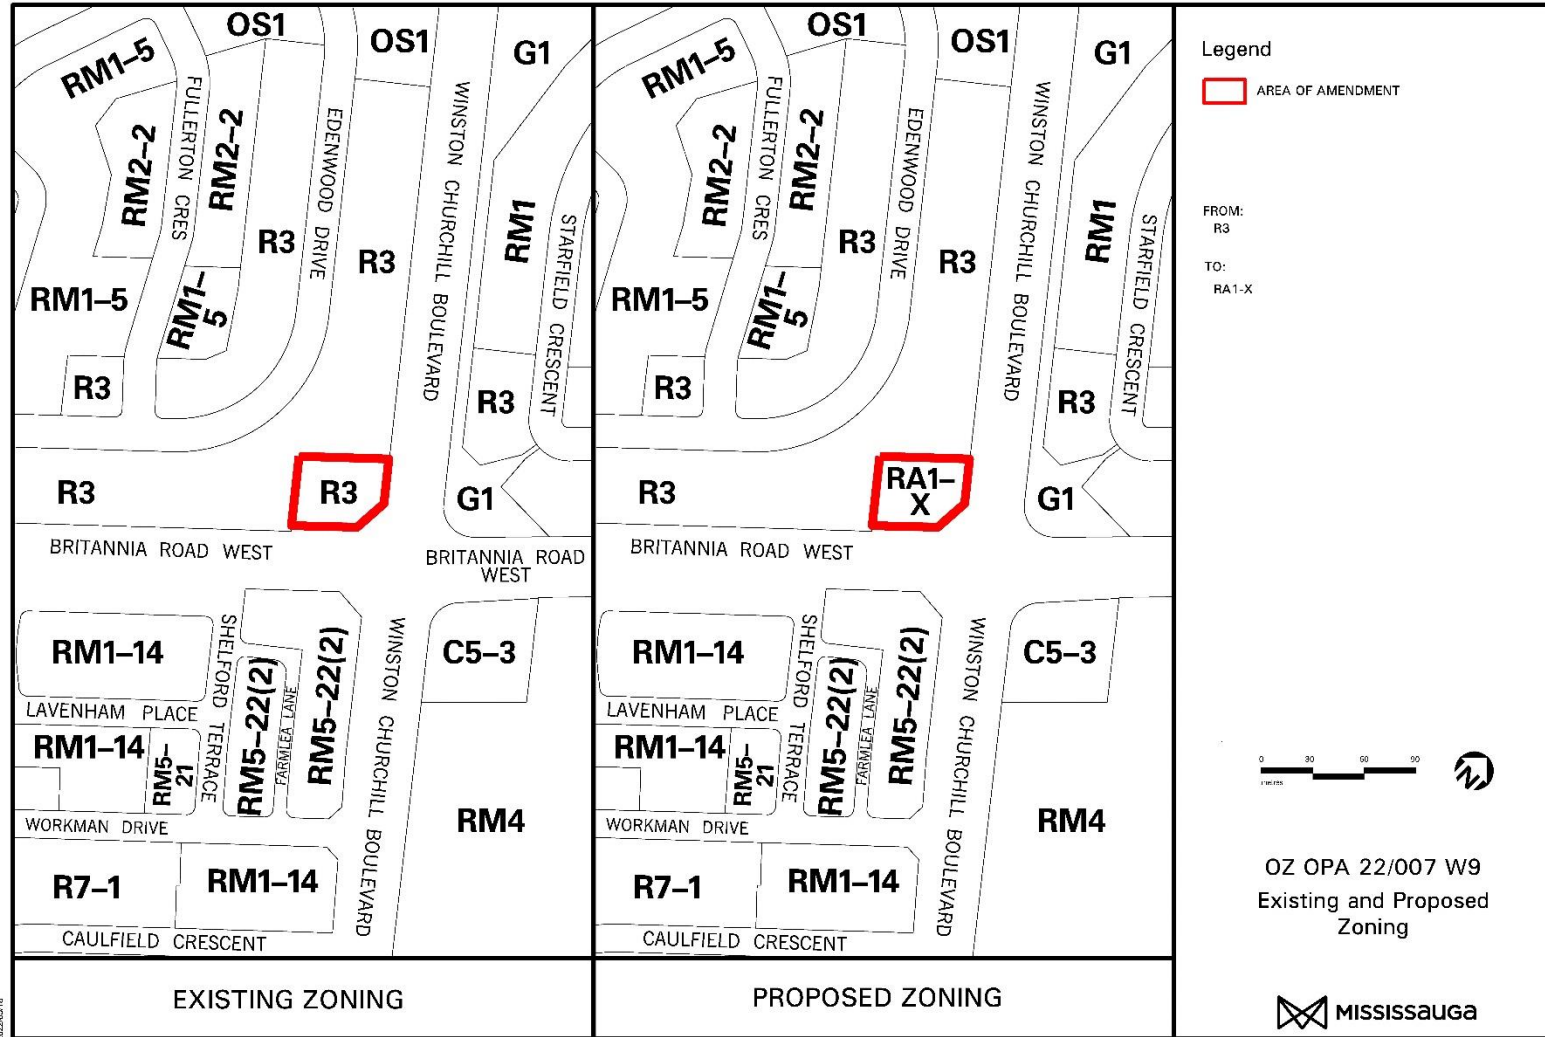 OS1
OS1
G1
RM1–5
FULLERTON CRES
RM2–2
RM2–2
EDENWOOD DRIVE
WINSTON CHURCHILL BOULEVARD
R3
R3
RM1
STARFIELD CRESCENT
RM1–5
RM1–
5
R3
R3
R3
R3
G1
BRITANNIA ROAD WEST
BRITANNIA ROAD
WEST
RM1–14
SHELFORD TERRACE
RM5–22(2)
FARMLEA LANE
RM5–22(2)
WINSTON CHURCHILL BOULEVARD
C5–3
LAVENHAM PLACE
RM1–14
RM5–
21
RM4
WORKMAN DRIVE
R7–1
RM1–14
CAULFIELD CRESCENT
EXISTING ZONING
OS1
OS1
G1
RM1–5
FULLERTON CRES
RM2–2
RM2–2
EDENWOOD DRIVE
WINSTON CHURCHILL BOULEVARD
R3
R3
RM1
STARFIELD CRESCENT
RM1–5
RM1–
5
R3
R3
R3
RA1–
X
G1
BRITANNIA ROAD WEST
RM1–14
SHELFORD TERRACE
RM5–22(2)
FARMLEA LANE
RM5–22(2)
WINSTON CHURCHILL BOULEVARD
C5–3
LAVENHAM PLACE
RM1–14
RM5–
21
RM4
WORKMAN DRIVE
R7–1
RM1–14
CAULFIELD CRESCENT
PROPOSED ZONING
Legend
AREA OF AMENDMENT
FROM:
R3
TO:
RA1-X
0 30 60 90
metres
N
OZ OPA 22/007 W9
Existing and Proposed
Zoning
MISSISSAUGA